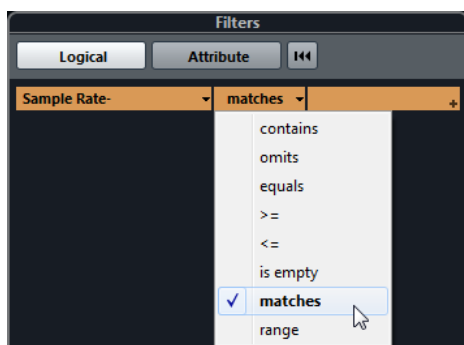 Filters
Logical Attribute
Sample Rate- matches +
contains
omits
equals
>=
<=
is empty
✓ matches
range